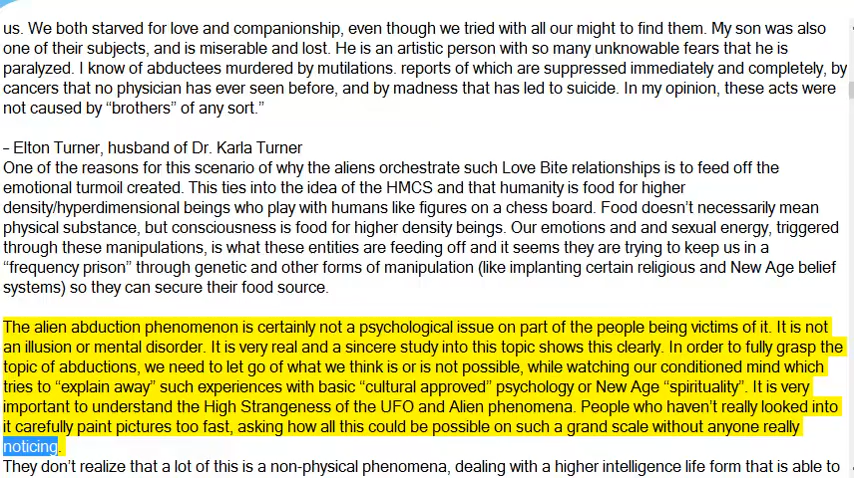 us. We both starved for love and companionship, even though we tried with all our might to find them. My son was also
one of their subjects, and is miserable and lost. He is an artistic person with so many unknowable fears that he is
paralyzed. I know of abductees murdered by mutilations. reports of which are suppressed immediately and completely, by
cancers that no physician has ever seen before, and by madness that has led to suicide. In my opinion, these acts were
not caused by “brothers” of any sort.”

– Elton Turner, husband of Dr. Karla Turner
One of the reasons for this scenario of why the aliens orchestrate such Love Bite relationships is to feed off the
emotional turmoil created. This ties into the idea of the HMCS and that humanity is food for higher
density/hyperdimensional beings who play with humans like figures on a chess board. Food doesn’t necessarily mean
physical substance, but consciousness is food for higher density beings. Our emotions and and sexual energy, triggered
through these manipulations, is what these entities are feeding off and it seems they are trying to keep us in a
“frequency prison” through genetic and other forms of manipulation (like implanting certain religious and New Age belief
systems) so they can secure their food source.

The alien abduction phenomenon is certainly not a psychological issue on part of the people being victims of it. It is not
an illusion or mental disorder. It is very real and a sincere study into this topic shows this clearly. In order to fully grasp the
topic of abductions, we need to let go of what we think is or is not possible, while watching our conditioned mind which
tries to “explain away” such experiences with basic “cultural approved” psychology or New Age “spirituality”. It is very
important to understand the High Strangeness of the UFO and Alien phenomena. People who haven’t really looked into
it carefully paint pictures too fast, asking how all this could be possible on such a grand scale without anyone really
noticing.
They don’t realize that a lot of this is a non-physical phenomena, dealing with a higher intelligence life form that is able to